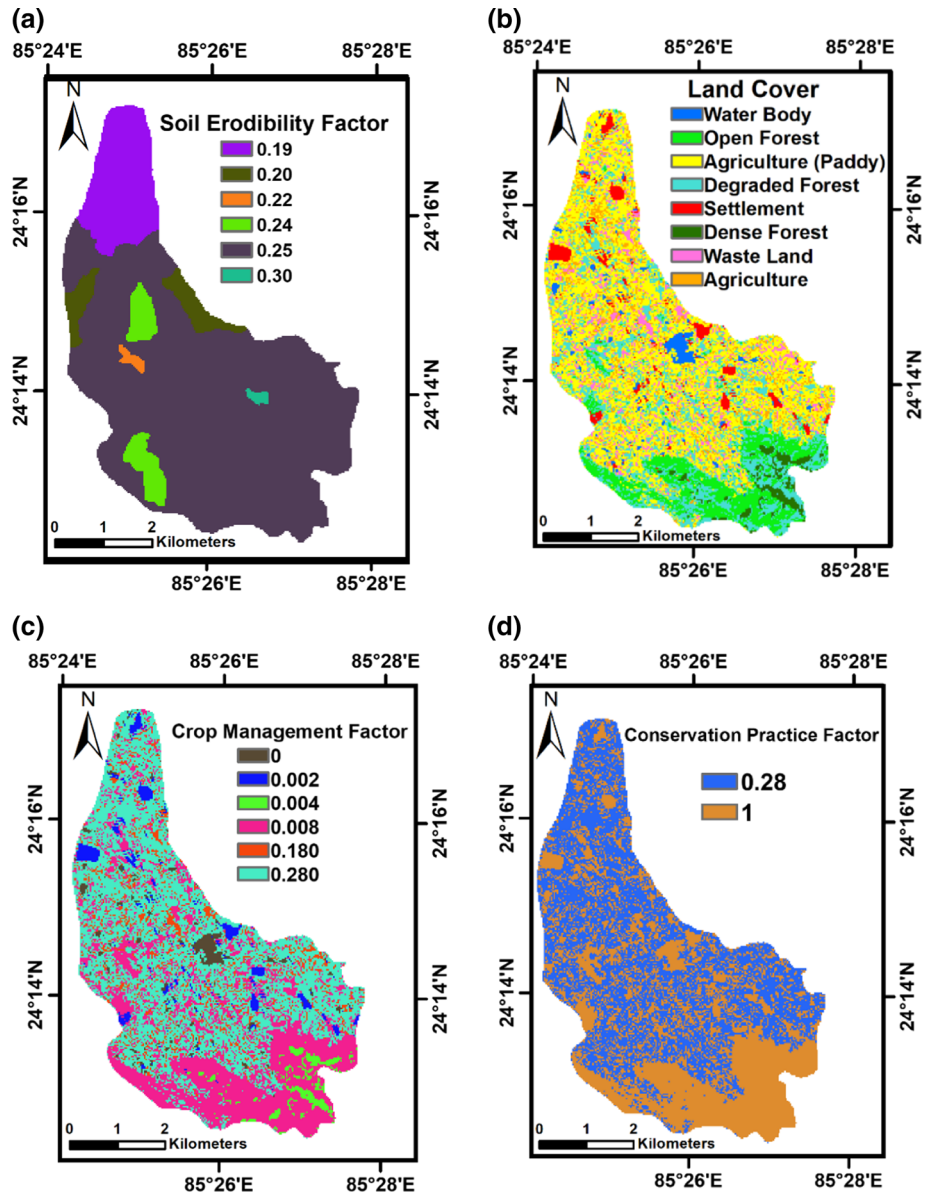 (a)
85°24'E 85°26'E 85°28'E
N
Soil Erodibility Factor
0.19
0.20
0.22
0.24
0.25
0.30
24°16'N
24°16'N
24°14'N
24°14'N
0 1 2
Kilometers
85°26'E 85°28'E
(b)
85°24'E 85°26'E 85°28'E
N
Land Cover
Water Body
Open Forest
Agriculture (Paddy)
Degraded Forest
Settlement
Dense Forest
Waste Land
Agriculture
24°16'N
24°16'N
24°14'N
24°14'N
0 1 2
Kilometers
85°26'E 85°28'E
(c)
85°24'E 85°26'E 85°28'E
N
Crop Management Factor
0
0.002
0.004
0.008
0.180
0.280
24°16'N
24°16'N
24°14'N
24°14'N
0 1 2
Kilometers
85°26'E 85°28'E
(d)
85°24'E 85°26'E 85°28'E
N
Conservation Practice Factor
0.28
1
24°16'N
24°16'N
24°14'N
24°14'N
0 1 2
Kilometers
85°26'E 85°28'E